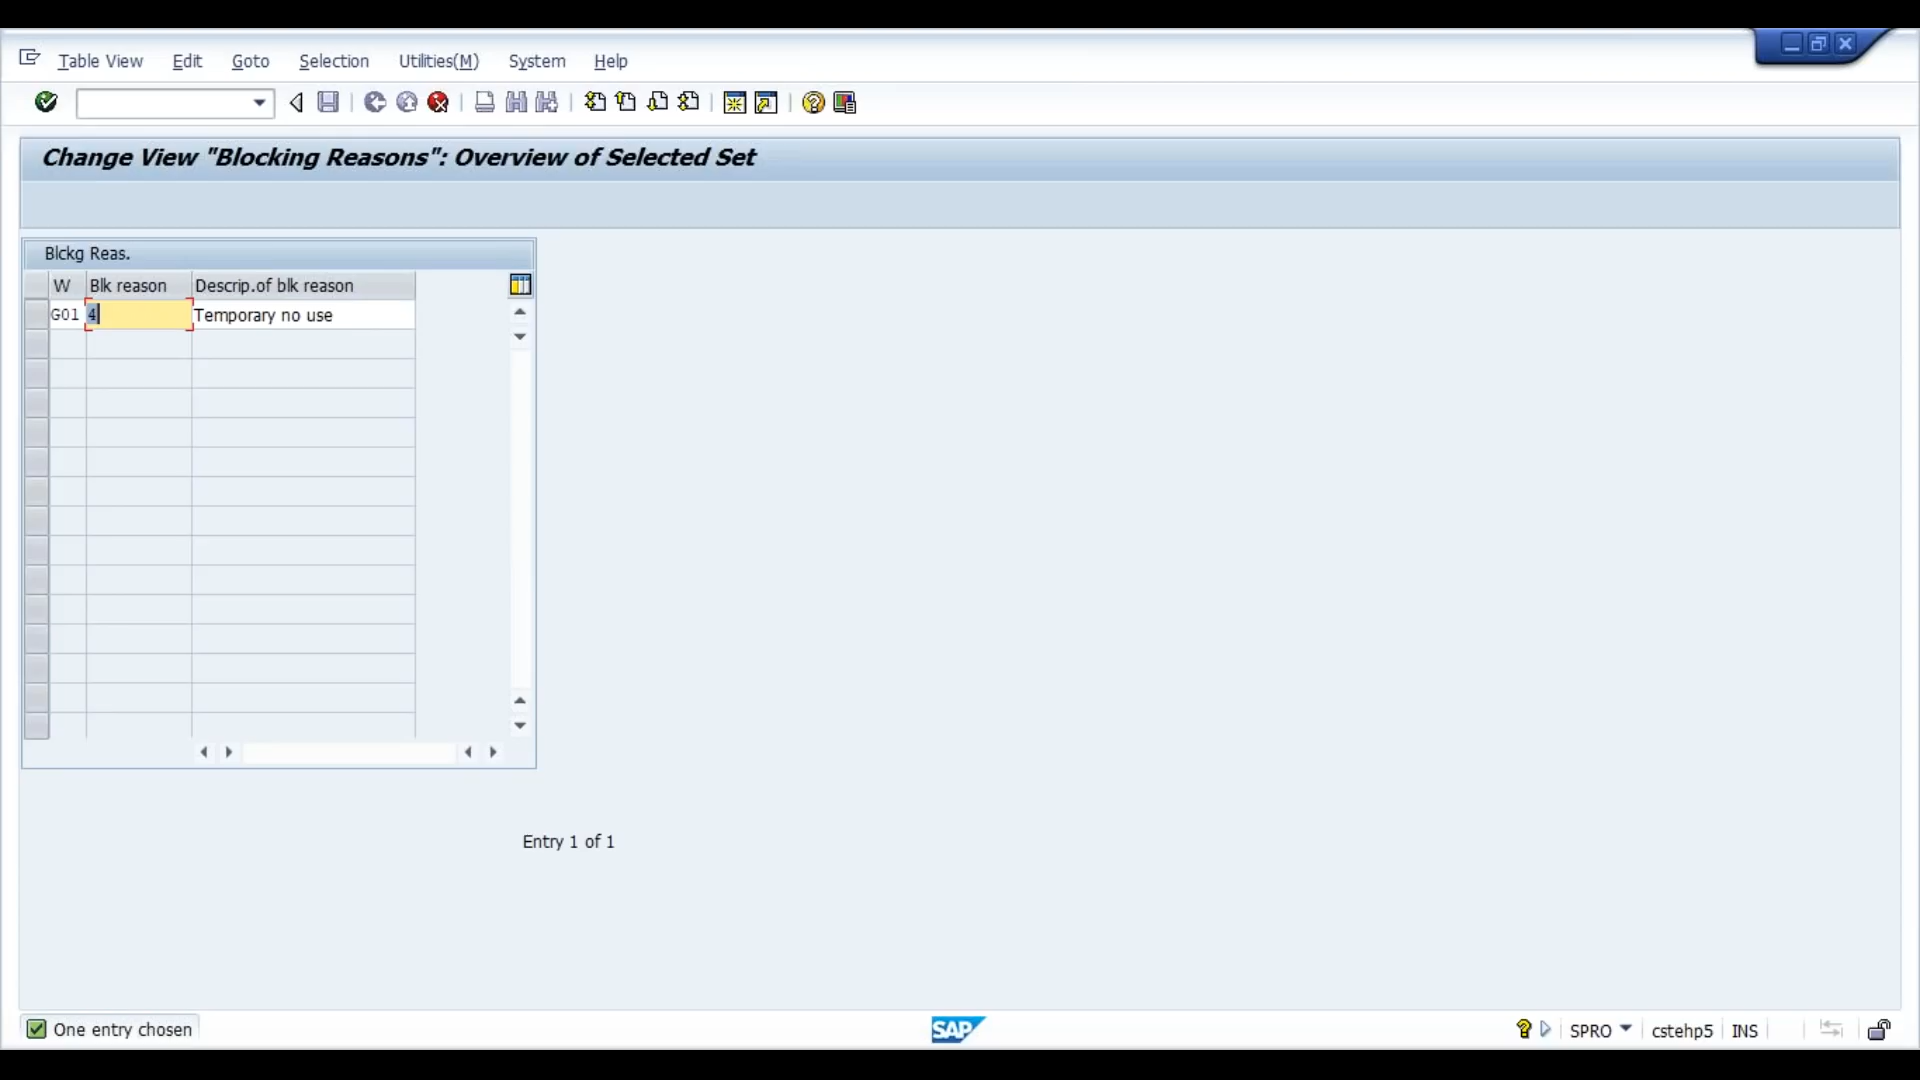 Table View Edit Goto Selection Utilities(M) System Help
Change View "Blocking Reasons": Overview of Selected Set
Blckg Reas.
W Blk reason Descrip.of blk reason
G01 4 Temporary no use
Entry 1 of 1
One entry chosen SAP SPRO cstehp5 INS